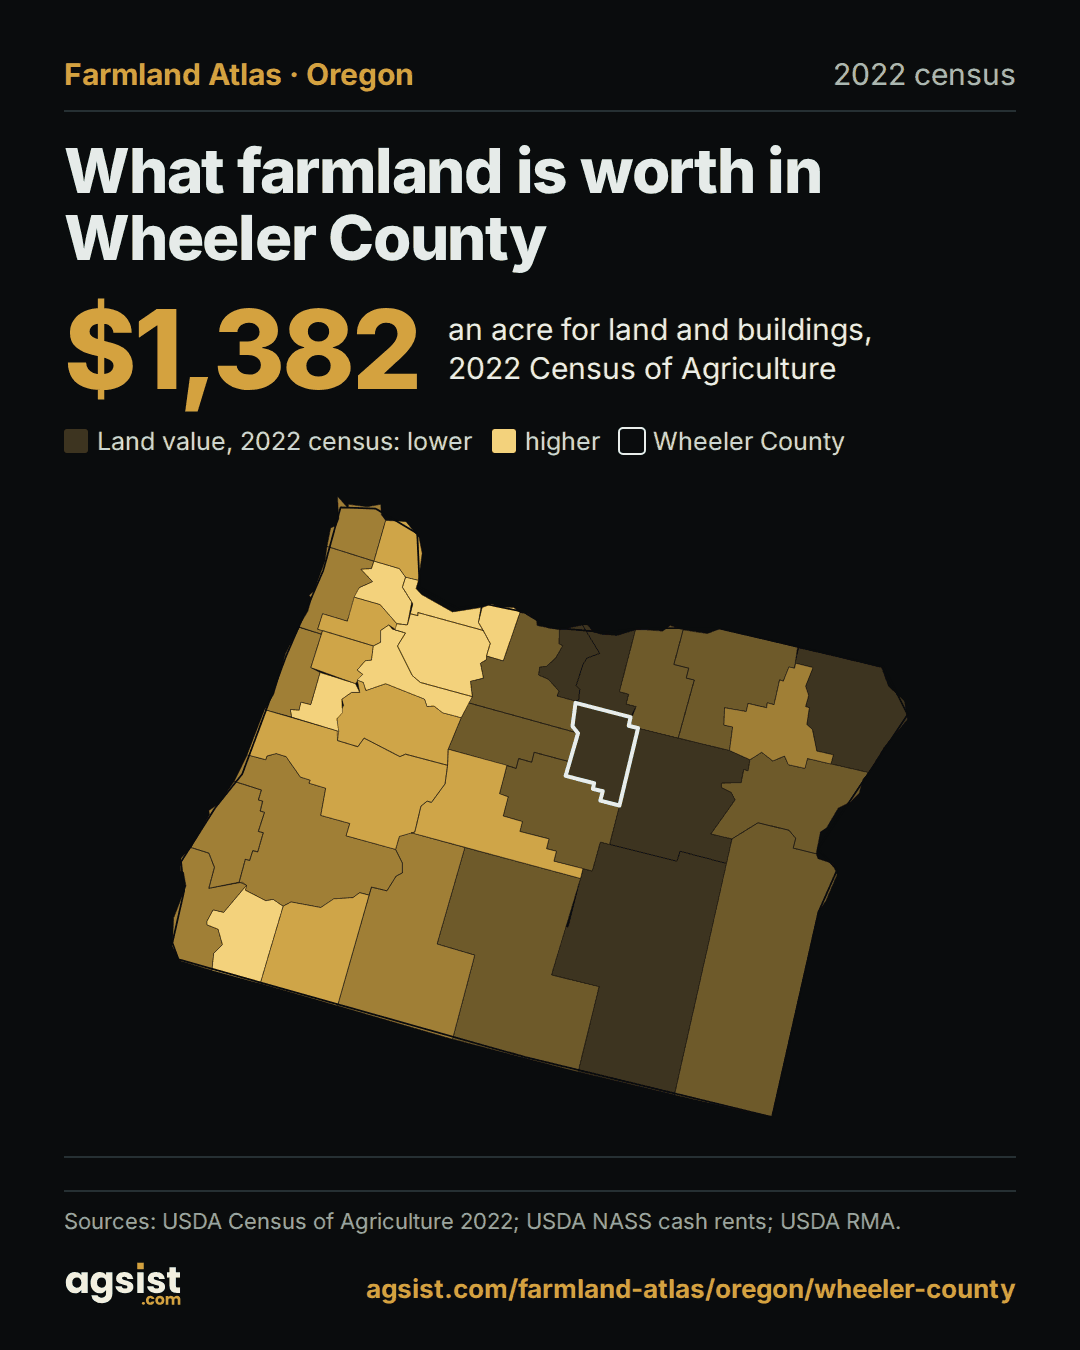 Farmland Atlas · Oregon
2022 census
What farmland is worth in
Wheeler County
$1,382
an acre for land and buildings,
2022 Census of Agriculture
Land value, 2022 census: lower
higher
Wheeler County
Sources: USDA Census of Agriculture 2022; USDA NASS cash rents; USDA RMA.
agsist
.com
agsist.com/farmland-atlas/oregon/wheeler-county